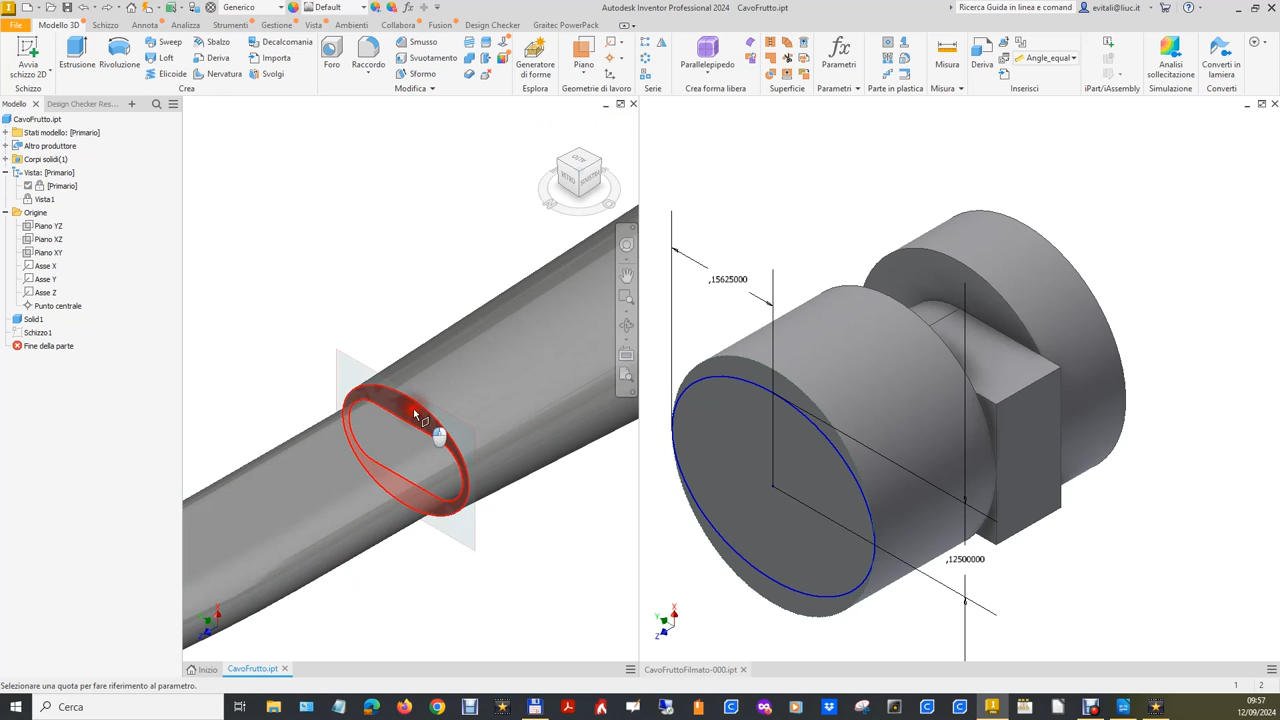 Generico
Default
Autodesk Inventor Professional 2024 CavoFrutto.ipt
Ricerca Guida in linea e comandi
evitali@liuc.it
File
Modello 3D
Schizzo
Annota
Analizza
Strumenti
Gestione
Vista
Ambienti
Collabora
Fusion
Design Checker
Graitec PowerPack
Avvia
schizzo 2D
Estrusione
Rivoluzione
Sweep
Loft
Elicoide
Sbalzo
Deriva
Nervatura
Decalcomania
Importa
Svolgi
Foro
Raccordo
Smusso
Svuotamento
Sformo
Generatore
di forme
Piano
Parallelepipedo
Parametri
Misura
Deriva
Angle_equal
Analisi
sollecitazione
Converti in
lamiera
Schizzo
Crea
Modifica
Esplora
Geometrie di lavoro
Serie
Crea forma libera
Superficie
Parametri
Parte in plastica
Misura
Inserisci
iPart/iAssembly
Simulazione
Converti
Modello
Design Checker Res...
CavoFrutto.ipt
Stati modello: [Primario]
Altro produttore
Corpi solidi(1)
Vista: [Primario]
[Primario]
Vista1
Origine
Piano YZ
Piano XZ
Piano XY
Asse X
Asse Y
Asse Z
Punto centrale
Solid1
Schizzo1
Fine della parte
ALTO
DIETRO
SINISTRA
,15625000
,12500000
X
Y
Z
X
Y
Z
Inizio
CavoFrutto.ipt
CavoFruttoFilmato-000.ipt
Selezionare una quota per fare riferimento al parametro.
1
2
Cerca
09:57
12/09/2024